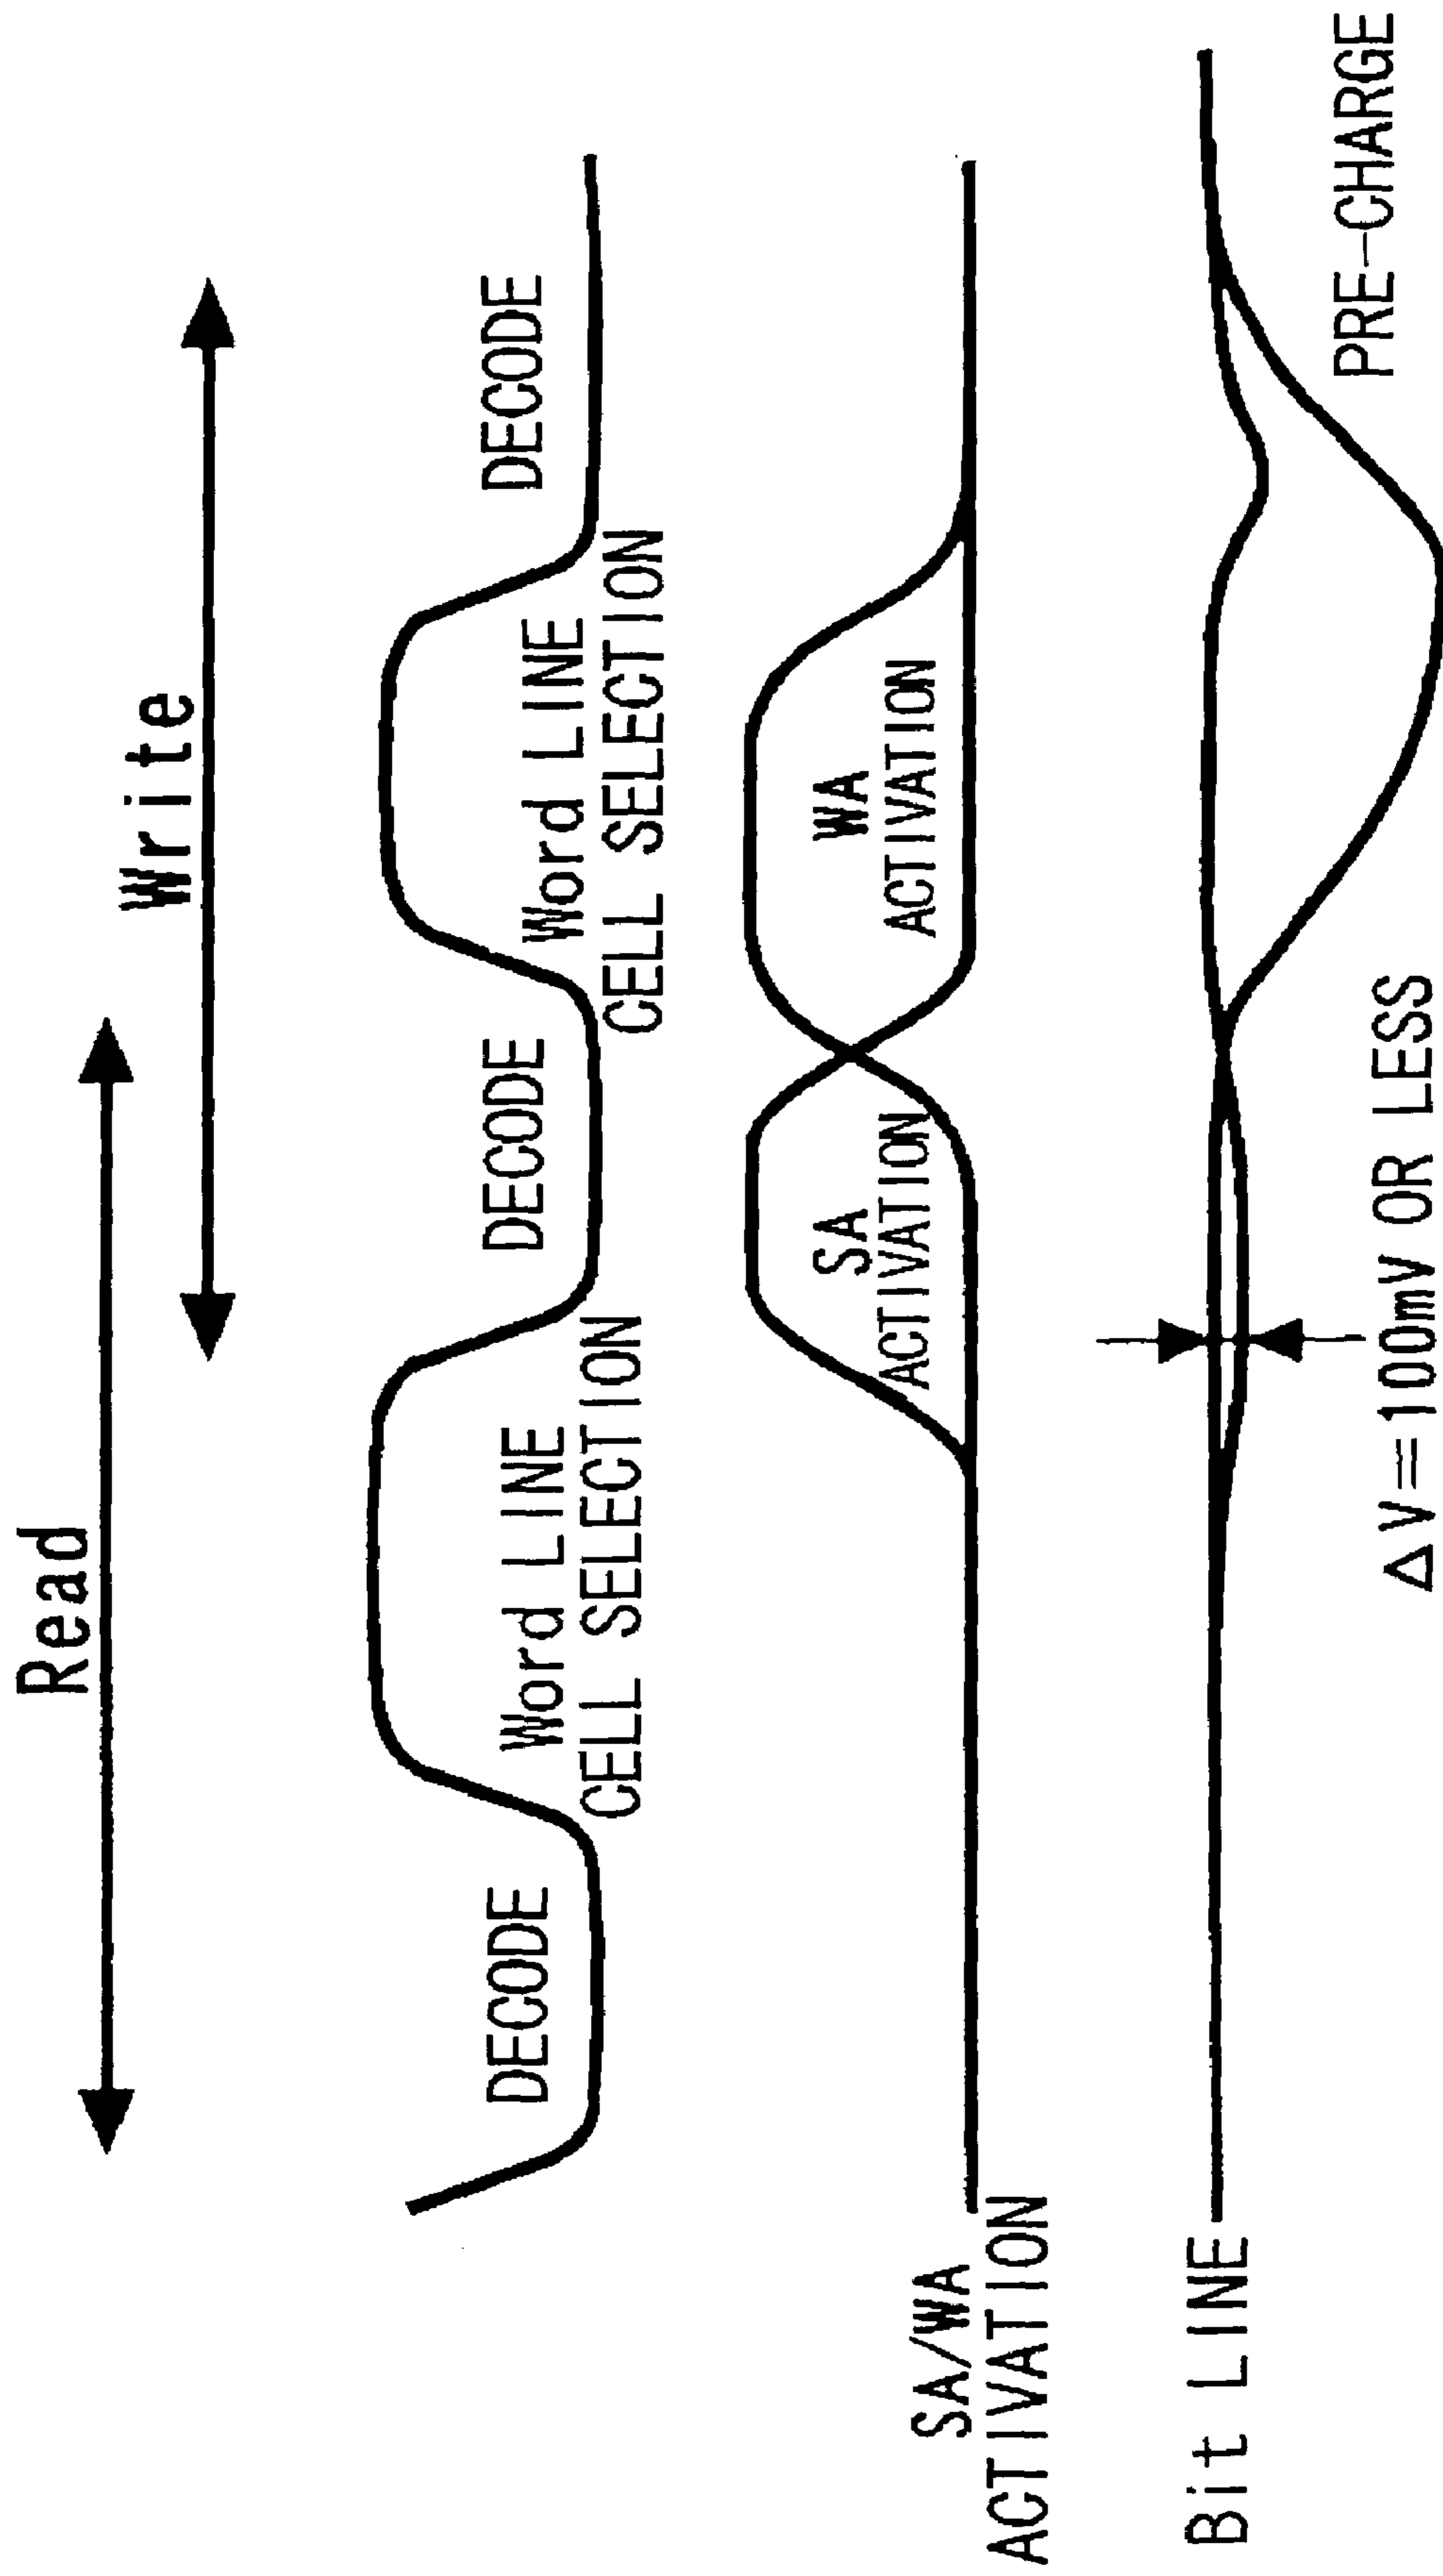 Read
Write
DECODE
Word LINE
CELL SELECTION
DECODE
Word LINE
CELL SELECTION
DECODE
SA/WA
ACTIVATION
SA
ACTIVATION
WA
ACTIVATION
Bit LINE
ΔV=100mV OR LESS
PRE-CHARGE